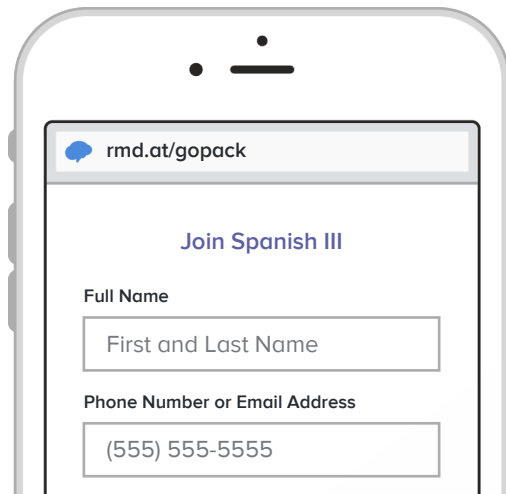 rmd.at/gopack
Join Spanish III
Full Name
First and Last Name
Phone Number or Email Address
(555) 555-5555